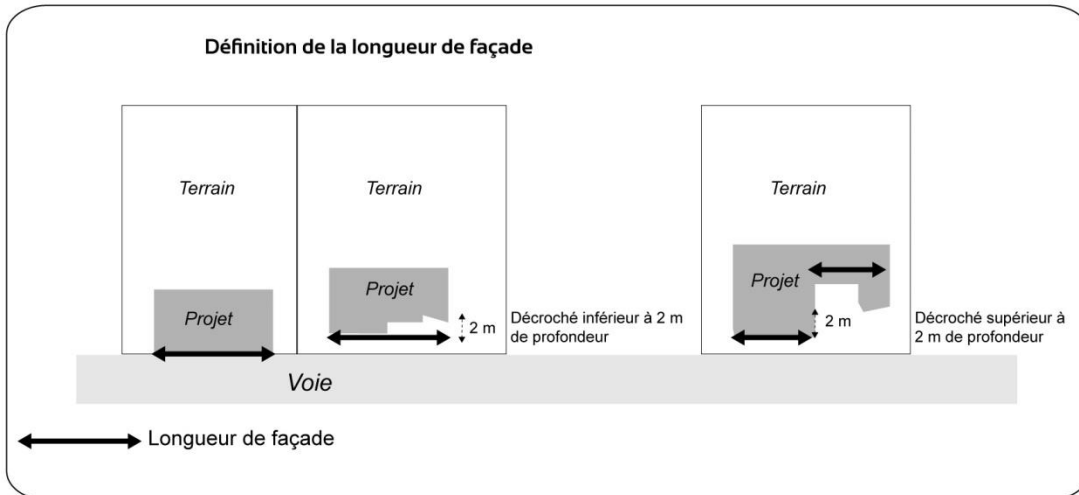 Définition de la longueur de façade
Terrain
Terrain
Terrain
Projet
Projet
Projet
2 m
Décroché inférieur à 2 m
de profondeur
2 m
Décroché supérieur à
2 m de profondeur
Voie
Longueur de façade